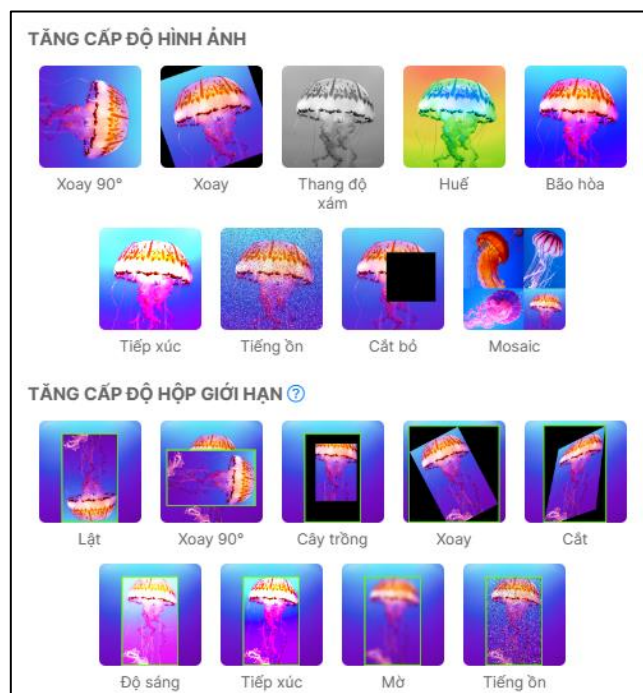 TĂNG CẤP ĐỘ HÌNH ẢNH
Xoay 90°
Xoay
Thang độ
xám
Huế
Bão hòa
Tiếp xúc
Tiếng ồn
Cắt bỏ
Mosaic
TĂNG CẤP ĐỘ HỘP GIỚI HẠN ?
Lật
Xoay 90°
Cây trồng
Xoay
Cắt
Độ sáng
Tiếp xúc
Mờ
Tiếng ồn